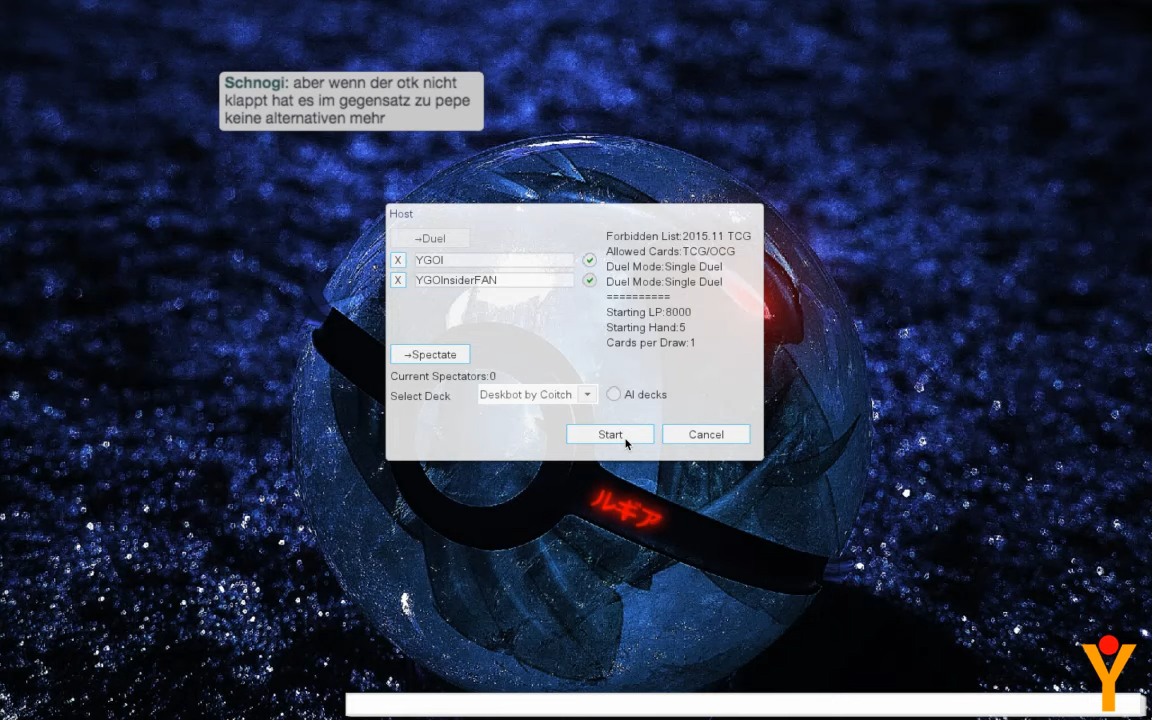 Schnogi: aber wenn der otk nicht
klappt hat es im gegensatz zu pepe
keine alternativen mehr
Host
→Duel
X YGOI
X YGOInsiderFAN
Forbidden List:2015.11 TCG
Allowed Cards:TCG/OCG
Duel Mode:Single Duel
Duel Mode:Single Duel
==========
Starting LP:8000
Starting Hand:5
Cards per Draw:1
→Spectate
Current Spectators:0
Select Deck Deskbot by Coitch AI decks
Start Cancel
ルギア
Y